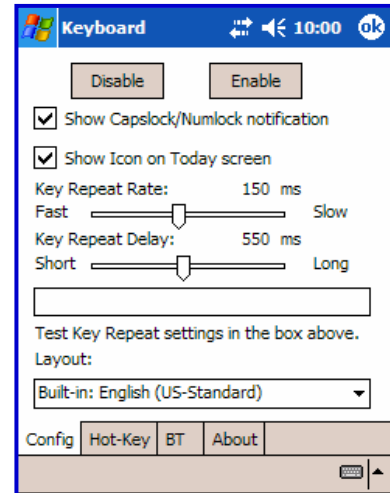 Keyboard 10:00 ok
Disable Enable
Show Capslock/Numlock notification
Show Icon on Today screen
Key Repeat Rate: 150 ms
Fast Slow
Key Repeat Delay: 550 ms
Short Long
Test Key Repeat settings in the box above.
Layout:
Built-in: English (US-Standard)
Config Hot-Key BT About